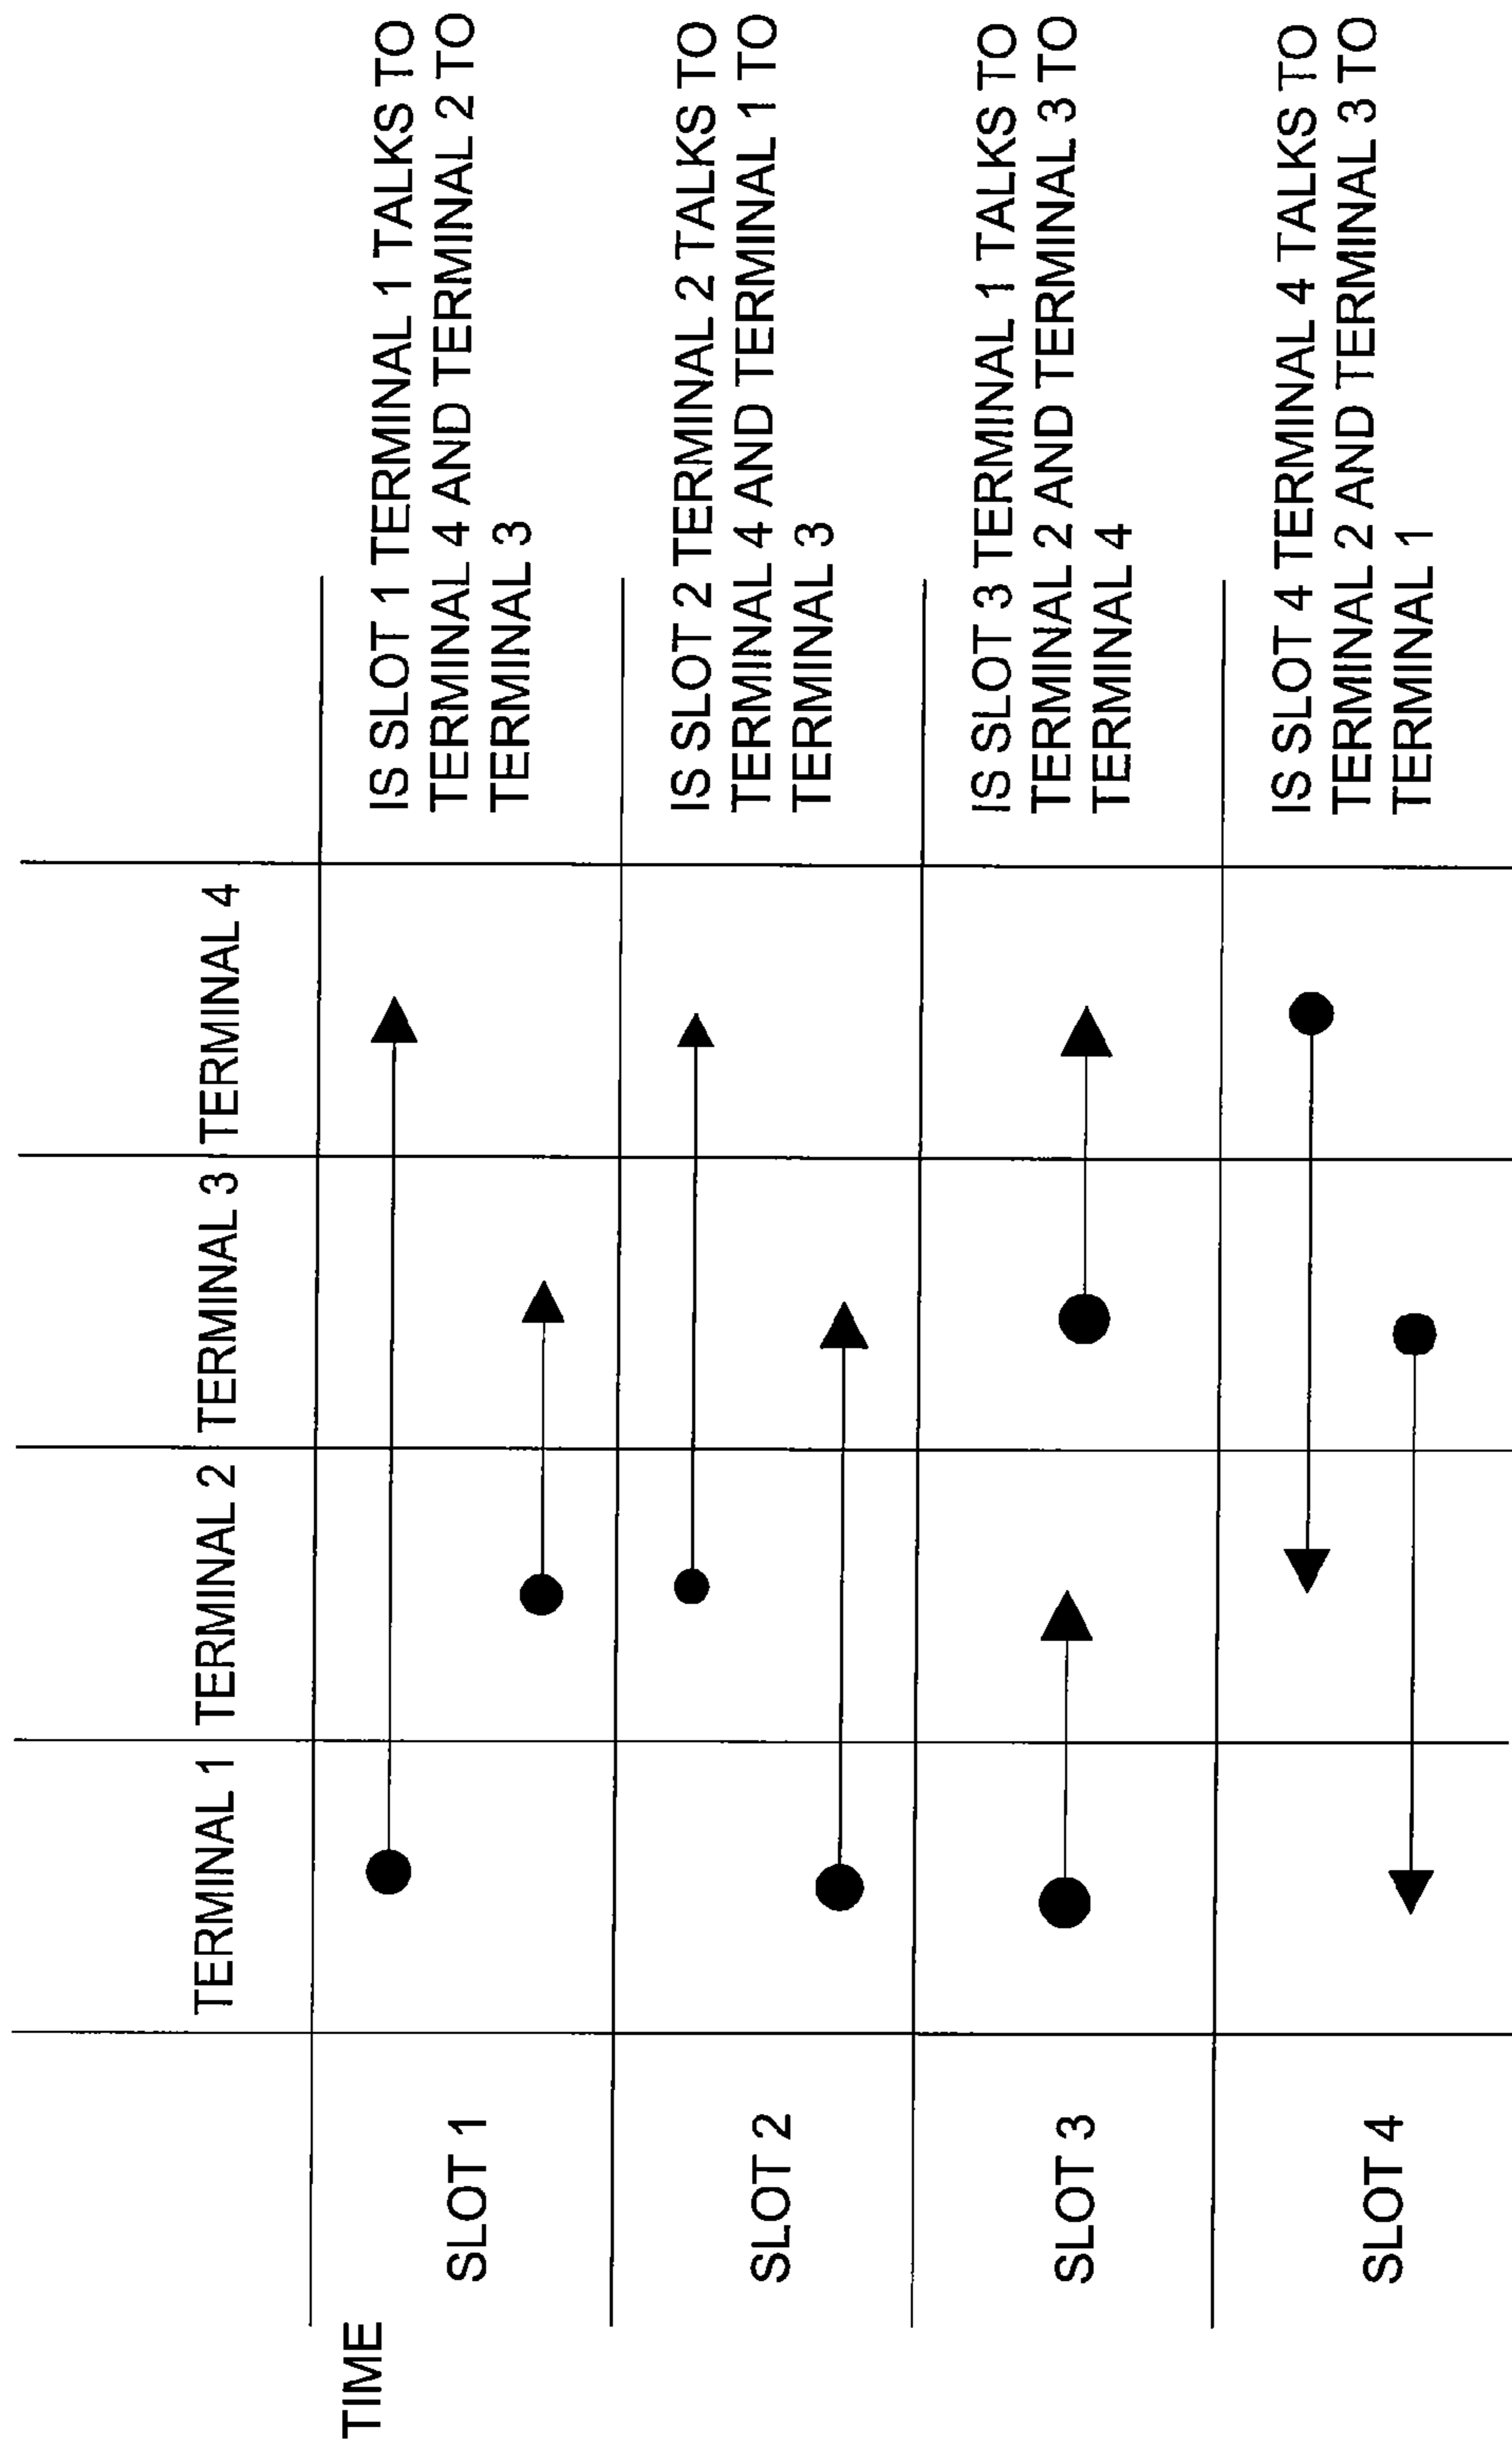 TERMINAL 1 TERMINAL 2 TERMINAL 3 TERMINAL 4
TIME
SLOT 1
IS SLOT 1 TERMINAL 1 TALKS TO
TERMINAL 4 AND TERMINAL 2 TO
TERMINAL 3
SLOT 2
IS SLOT 2 TERMINAL 2 TALKS TO
TERMINAL 4 AND TERMINAL 1 TO
TERMINAL 3
SLOT 3
IS SLOT 3 TERMINAL 1 TALKS TO
TERMINAL 2 AND TERMINAL 3 TO
TERMINAL 4
SLOT 4
IS SLOT 4 TERMINAL 4 TALKS TO
TERMINAL 2 AND TERMINAL 3 TO
TERMINAL 1